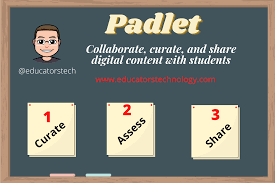 Padlet
Collaborate, curate, and share
digital content with students
@educatorstech
www.educatorstechnology.com
1
Curate
2
Assess
3
Share